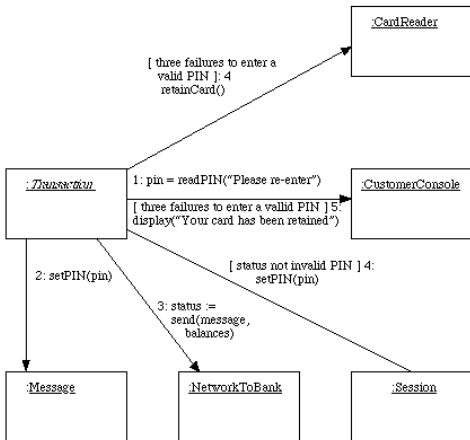 :CardReader
[ three failures to enter a
valid PIN ]: 4
retainCard()
:Transaction
1: pin = readPIN("Please re-enter")
:CustomerConsole
[ three failures to enter a vallid PIN ] 5:
display("Your card has been retained")
[ status not invalid PIN ] 4:
setPIN(pin)
2: setPIN(pin)
3: status :=
send(message,
balances)
:Message
:NetworkToBank
:Session